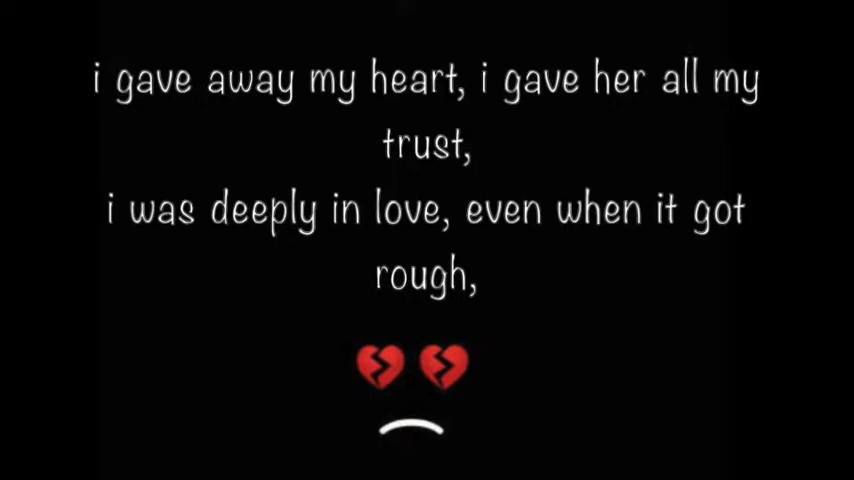 i gave away my heart, i gave her all my
trust,
i was deeply in love, even when it got
rough,